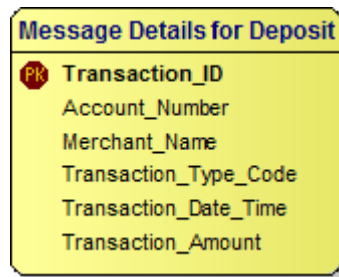 Message Details for Deposit
PK Transaction_ID
Account_Number
Merchant_Name
Transaction_Type_Code
Transaction_Date_Time
Transaction_Amount